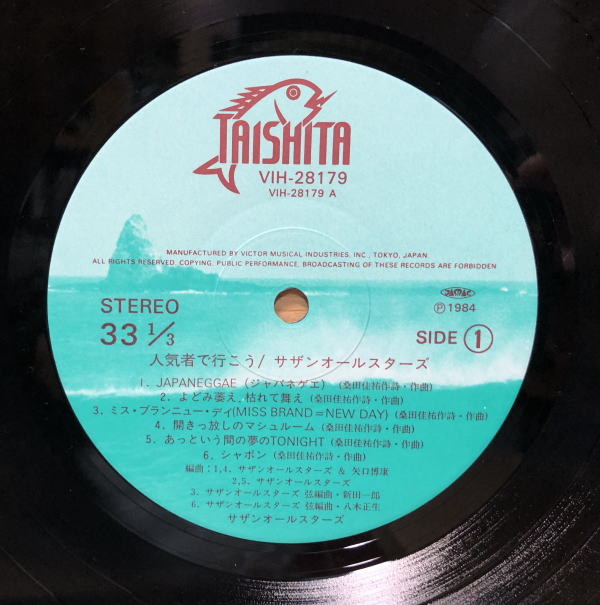 TAISHITA
VIH-28179
VIH-28179 A
MANUFACTURED BY VICTOR MUSICAL INDUSTRIES, INC., TOKYO, JAPAN.
ALL RIGHTS RESERVED. COPYING, PUBLIC PERFORMANCE, BROADCASTING OF THESE RECORDS ARE FORBIDDEN
STEREO
33 1/3
JASRAC
Ⓟ 1984
SIDE ①
人気者で行こう/ サザンオールスターズ
1. JAPANEGGAE (ジャパネゲエ) (桑田佳祐作詩・作曲)
2. よどみ萎え、枯れて舞え (桑田佳祐作詩・作曲)
3. ミス・ブランニュー・デイ(MISS BRAND=NEW DAY) (桑田佳祐作詩・作曲)
4. 開きっ放しのマシュルーム (桑田佳祐作詩・作曲)
5. あっという間の夢のTONIGHT (桑田佳祐作詩・作曲)
6. シャボン (桑田佳祐作詩・作曲)
編曲:1,4. サザンオールスターズ & 矢口博康
2,5. サザンオールスターズ
3. サザンオールスターズ 弦編曲・新田一郎
6. サザンオールスターズ 弦編曲・八木正生
サザンオールスターズ